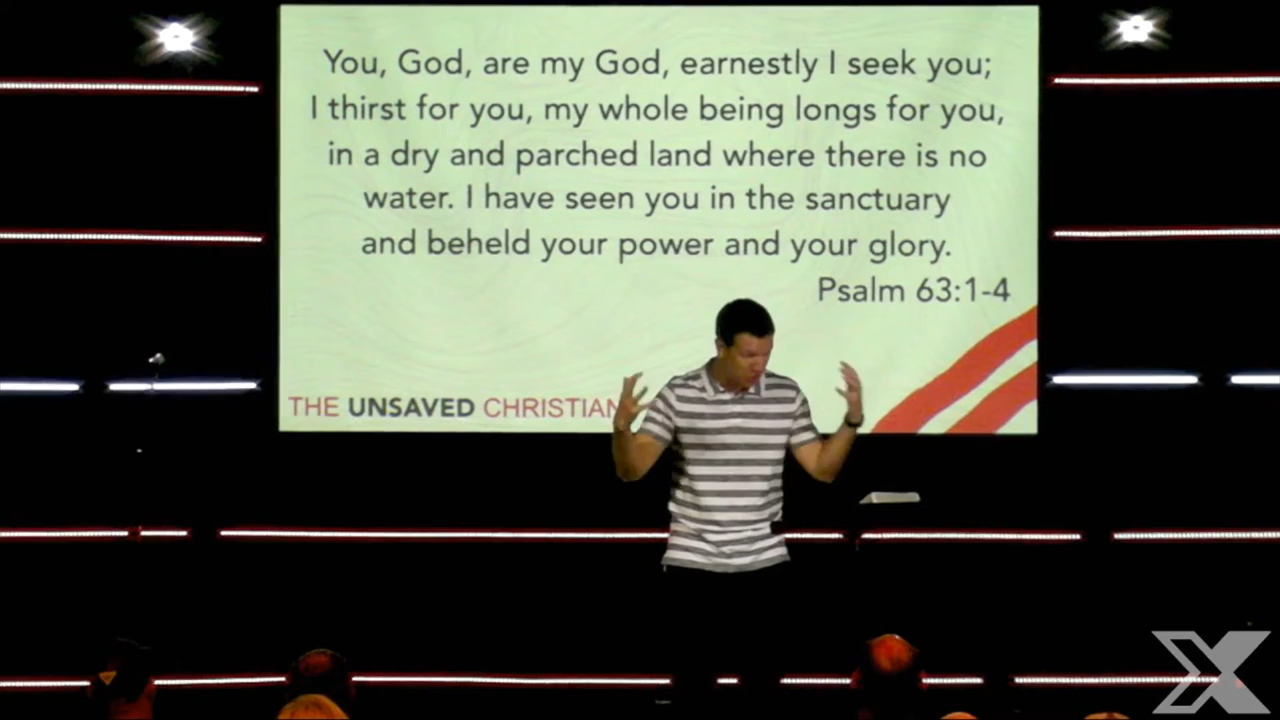 You, God, are my God, earnestly I seek you;
I thirst for you, my whole being longs for you,
in a dry and parched land where there is no
water. I have seen you in the sanctuary
and beheld your power and your glory.
Psalm 63:1-4
THE UNSAVED CHRISTIAN
X